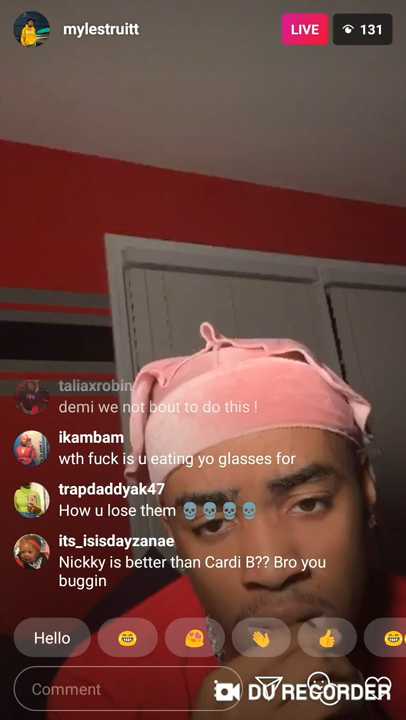 mylestruitt
LIVE
131
taliaxrobin
demi we not bout to do this !
ikambam
wth fuck is u eating yo glasses for
trapdaddyak47
How u lose them 💀💀💀💀
its_isisdayzanae
Nickky is better than Cardi B?? Bro you
buggin
Hello
Comment
DU RECORDER